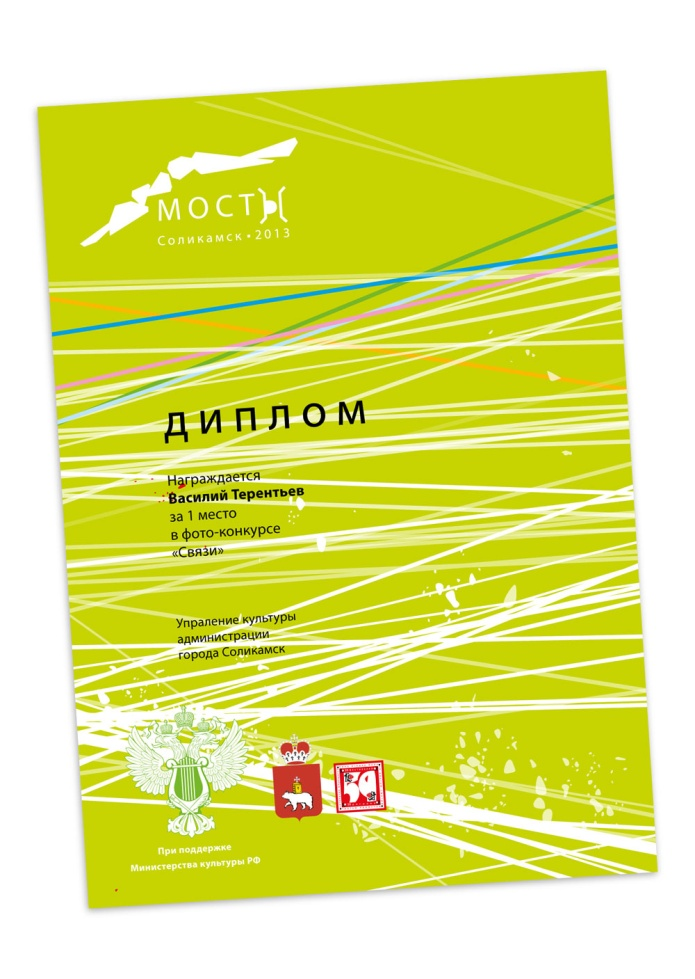 МОСТЫ
Соликамск • 2013
ДИПЛОМ
Награждается
Василий Терентьев
за 1 место
в фото-конкурсе
«Связи»
Упраление культуры
администрации
города Соликамск
При поддержке
Министерства культуры РФ